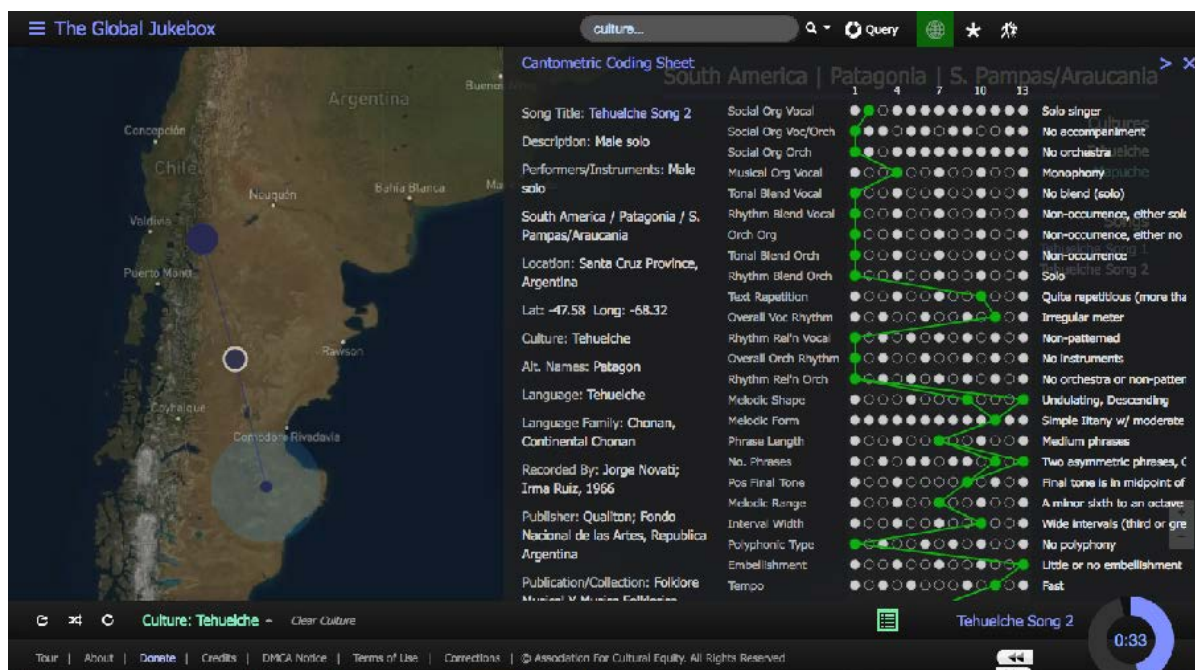 The Global Jukebox
culture...
Query
Argentina
Concepción
Chile
Neuquén
Bahía Blanca
Valdivia
Puerto Montt
Rawson
Coyhaique
Comodoro Rivadavia
South America | Patagonia | S. Pampas/Araucania
Cultures
Songs
Tehuelche Song 1
Tehuelche Song 2
Cantometric Coding Sheet
> ×
Song Title: Tehuelche Song 2
Description: Male solo
Performers/Instruments: Male
solo
South America / Patagonia / S.
Pampas/Araucania
Location: Santa Cruz Province,
Argentina
Lat: -47.58 Long: -68.32
Culture: Tehuelche
Alt. Names: Patagon
Language: Tehuelche
Language Family: Chonan,
Continental Chonan
Recorded By: Jorge Novati;
Irma Ruiz, 1966
Publisher: Qualiton; Fondo
Nacional de las Artes, Republica
Argentina
Publication/Collection: Folklore
Musical Y Musica Folklorica
1 4 7 10 13
Social Org Vocal Solo singer
Social Org Voc/Orch No accompaniment
Social Org Orch No orchestra
Musical Org Vocal Monophony
Tonal Blend Vocal No blend (solo)
Rhythm Blend Vocal Non-occurrence, either solo
Orch Org Non-occurrence, either no
Tonal Blend Orch Non-occurrence
Rhythm Blend Orch Solo
Text Repetition Quite repetitious (more tha
Overall Voc Rhythm Irregular meter
Rhythm Rel'n Vocal Non-patterned
Overall Orch Rhythm No instruments
Rhythm Rel'n Orch No orchestra or non-patter
Melodic Shape Undulating, Descending
Melodic Form Simple litany w/ moderate
Phrase Length Medium phrases
No. Phrases Two asymmetric phrases,
Pos Final Tone Final tone is in midpoint of
Melodic Range A minor sixth to an octave
Interval Width Wide intervals (third or gre
Polyphonic Type No polyphony
Embellishment Little or no embellishment
Tempo Fast
Culture: Tehuelche
Clear Culture
Tehuelche Song 2
0:33
Tour | About | Donate | Credits | DMCA Notice | Terms of Use | Corrections | © Association For Cultural Equity. All Rights Reserved